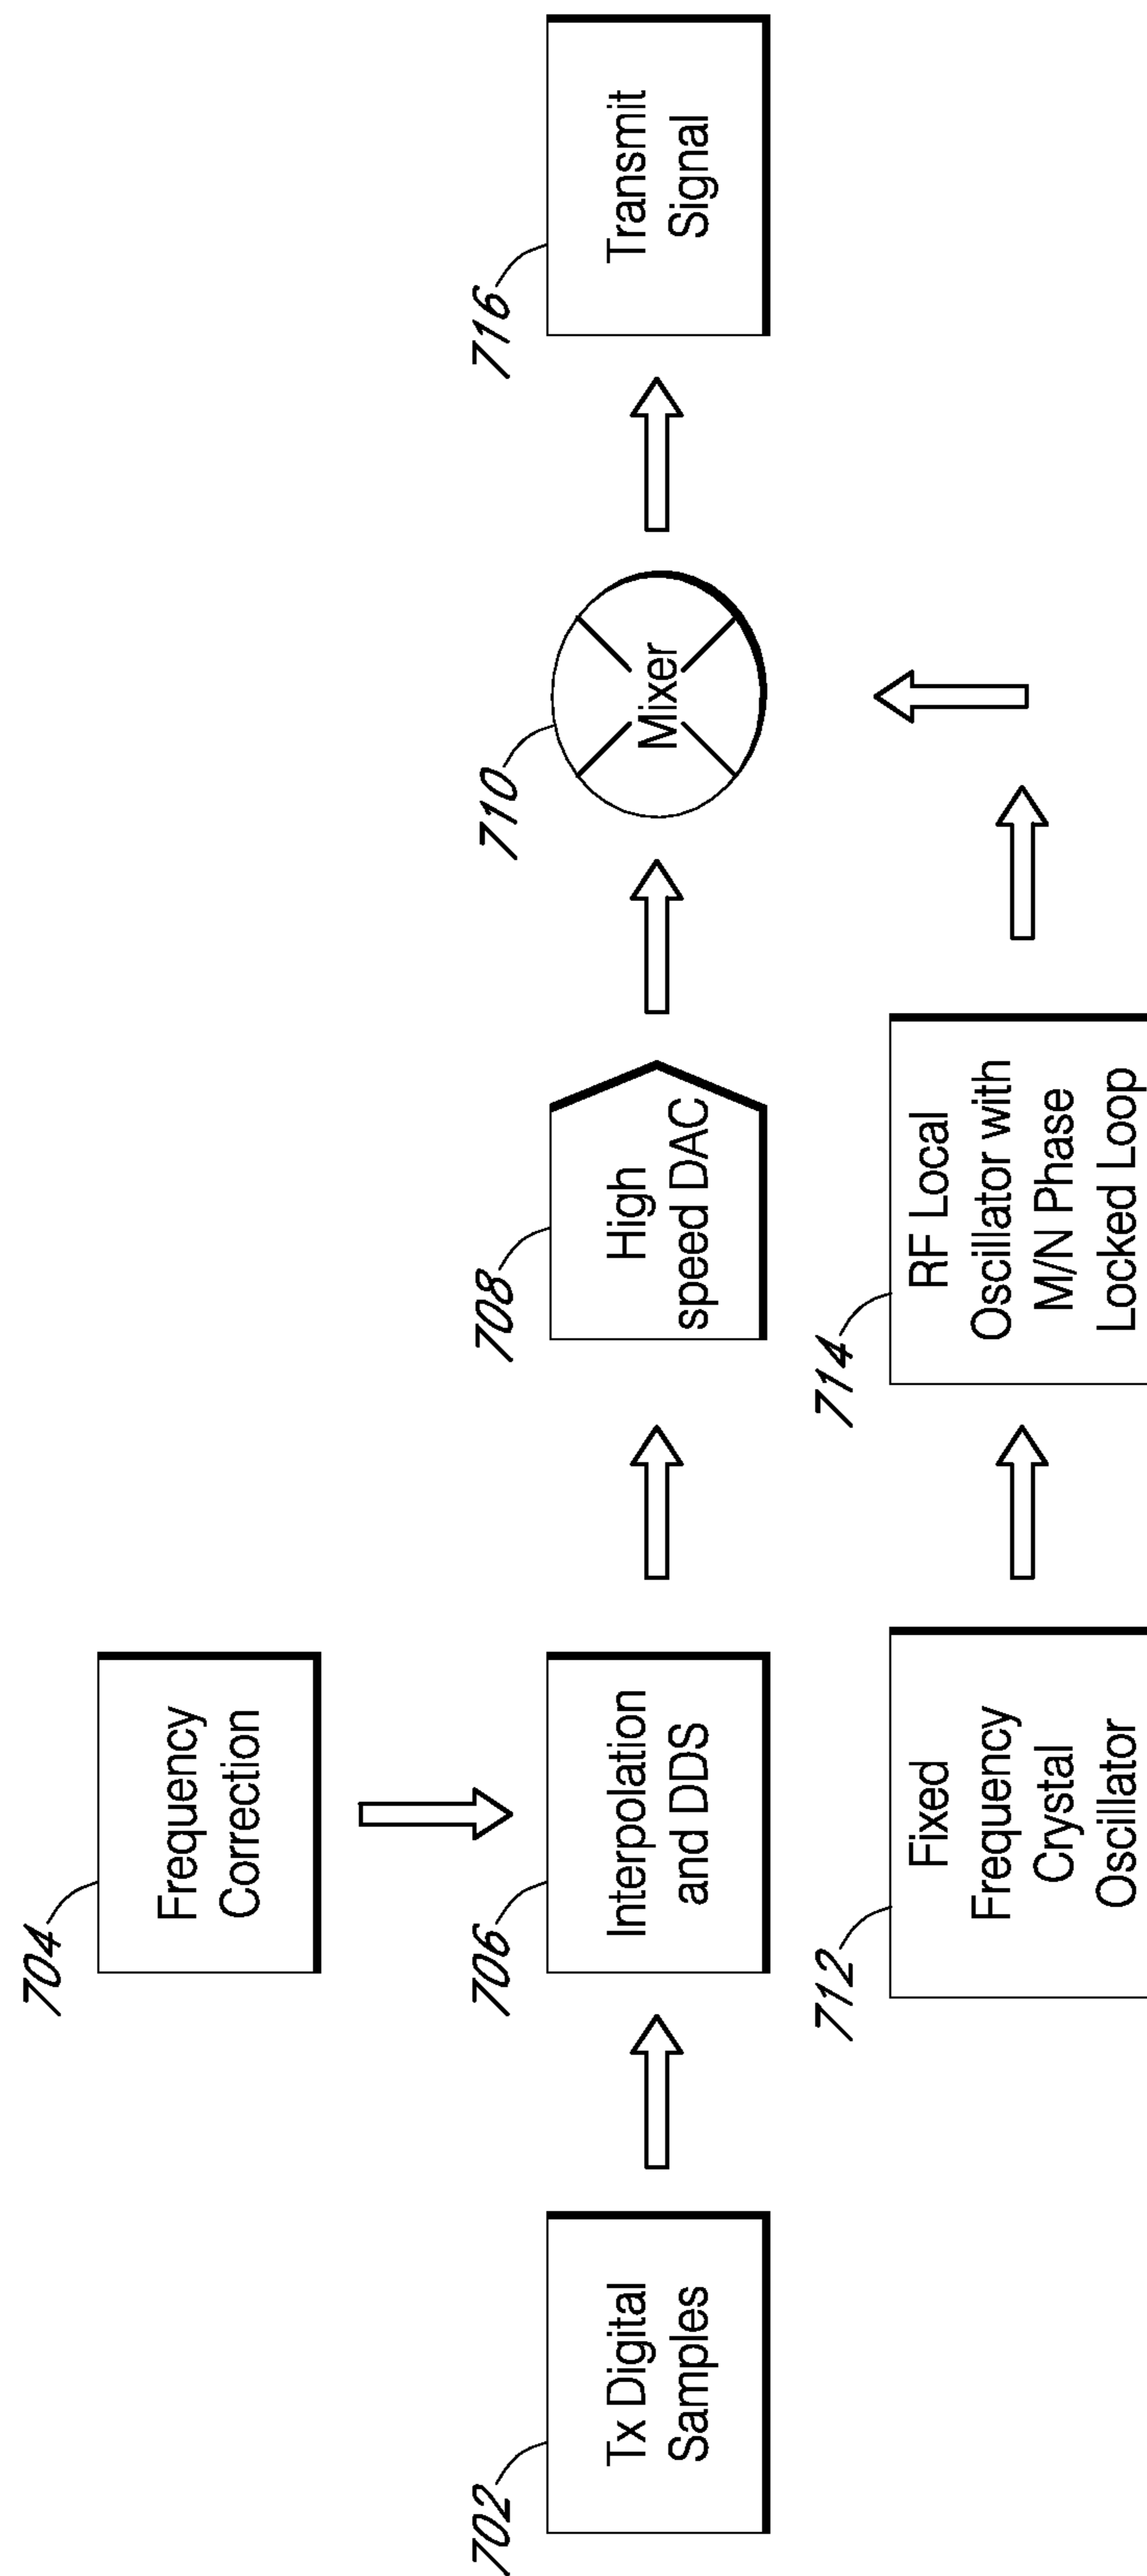 704
Frequency
Correction
702
Tx Digital
Samples
706
Interpolation
and DDS
708
High
speed DAC
710
Mixer
716
Transmit
Signal
712
Fixed
Frequency
Crystal
Oscillator
714
RF Local
Oscillator with
M/N Phase
Locked Loop